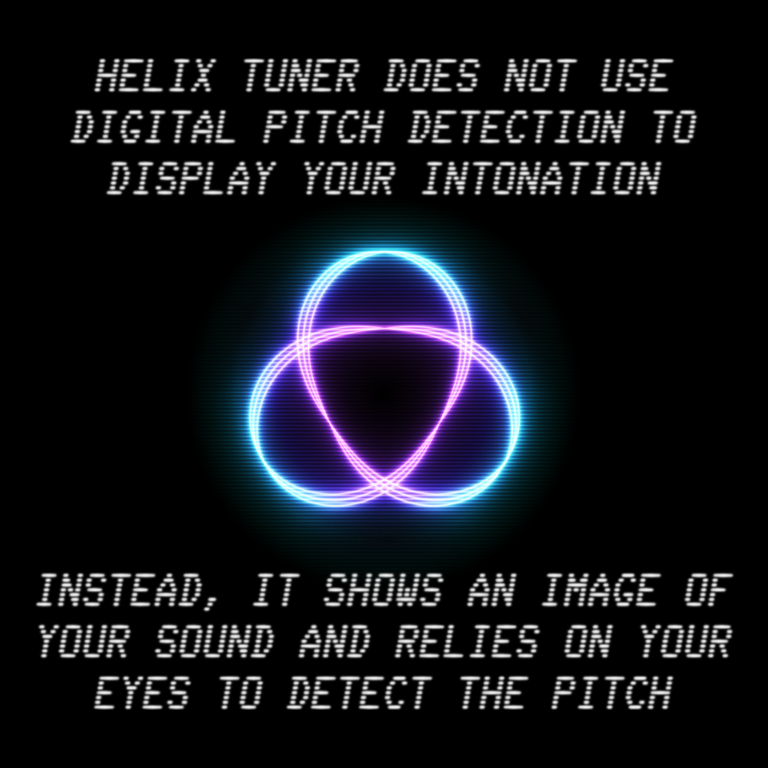 HELIX TUNER DOES NOT USE
DIGITAL PITCH DETECTION TO
DISPLAY YOUR INTONATION
INSTEAD, IT SHOWS AN IMAGE OF
YOUR SOUND AND RELIES ON YOUR
EYES TO DETECT THE PITCH